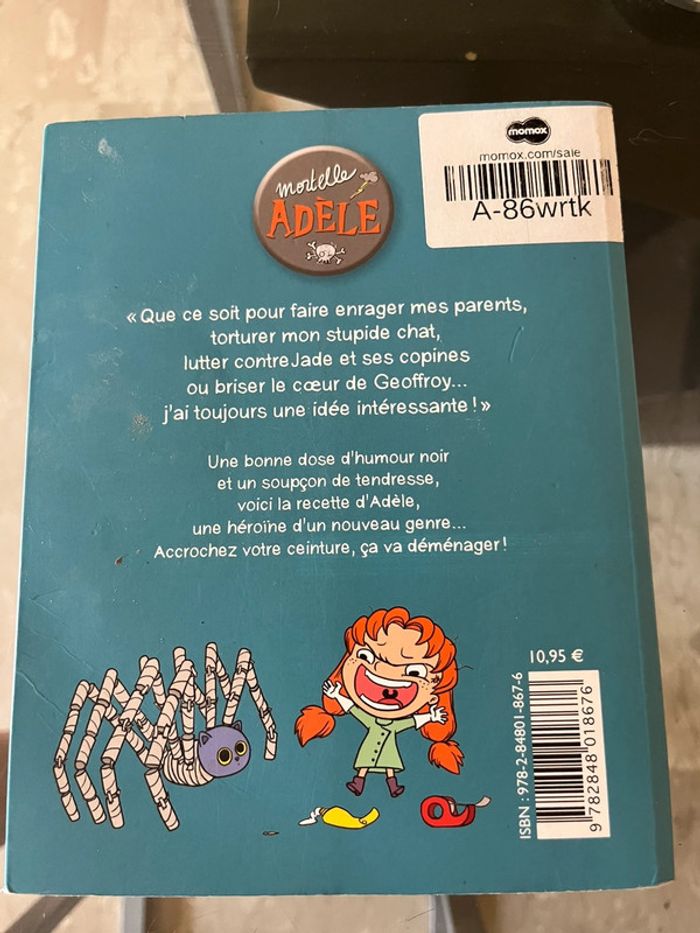 momox
momox.com/sale
A-86wrtk
mortelle
ADÈLE
« Que ce soit pour faire enrager mes parents,
torturer mon stupide chat,
lutter contre Jade et ses copines
ou briser le cœur de Geoffroy...
j'ai toujours une idée intéressante ! »
Une bonne dose d'humour noir
et un soupçon de tendresse,
voici la recette d'Adèle,
une héroïne d'un nouveau genre...
Accrochez votre ceinture, ça va déménager !
10,95 €
ISBN : 978-2-84801-867-6
9 782848 018676